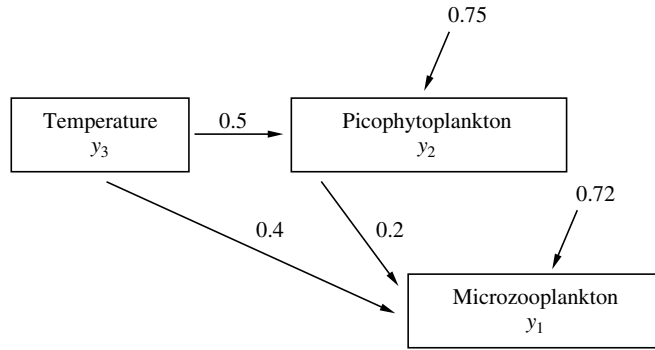 0.75
Temperature
y3
0.5
Picophytoplankton
y2
0.72
0.4
0.2
Microzooplankton
y1